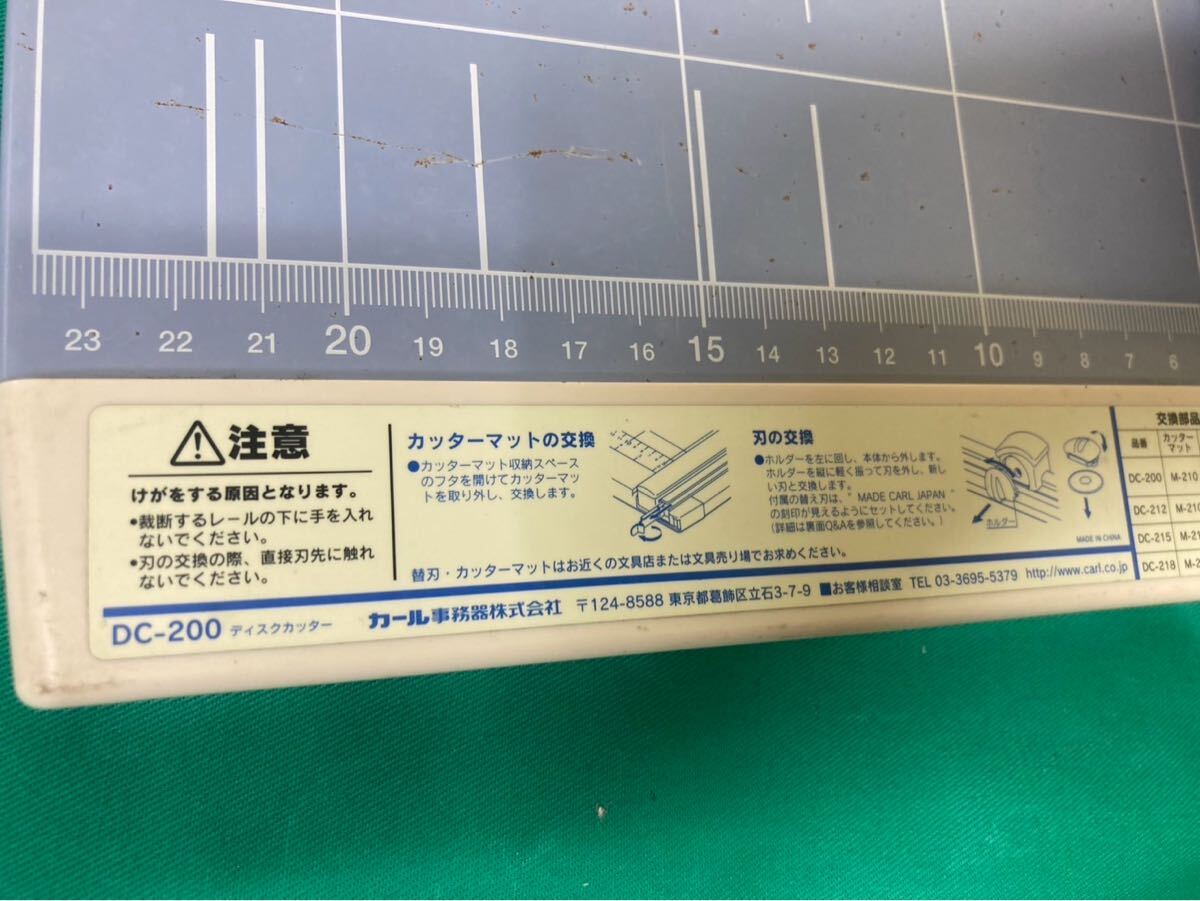 23 22 21 20 19 18 17 16 15 14 13 12 11 10 9 8 7 6
注意
けがをする原因となります。
•裁断するレールの下に手を入れ
ないでください。
•刃の交換の際、直接刃先に触れ
ないでください。
カッターマットの交換
●カッターマット収納スペース
のフタを開けてカッターマッ
トを取り外し、交換します。
刃の交換
●ホルダーを左に回し、本体から外します。
ホルダーを縦に軽く振って刃を外し、新し
い刃と交換します。
付属の替え刃は、" MADE CARL JAPAN "
の刻印が見えるようにセットしてください。
(詳細は裏面Q&Aを参照してください。)
ホルダー
MADE IN CHINA
替刃・カッターマットはお近くの文具店または文具売り場でお求めください。
交換部品
品番 カッターマット
DC-200 M-210
DC-212 M-210
DC-215 M-21
DC-218 M-2
DC-200 ディスクカッター カール事務器株式会社 〒124-8588 東京都葛飾区立石3-7-9 ■お客様相談室 TEL 03-3695-5379 http://www.carl.co.jp